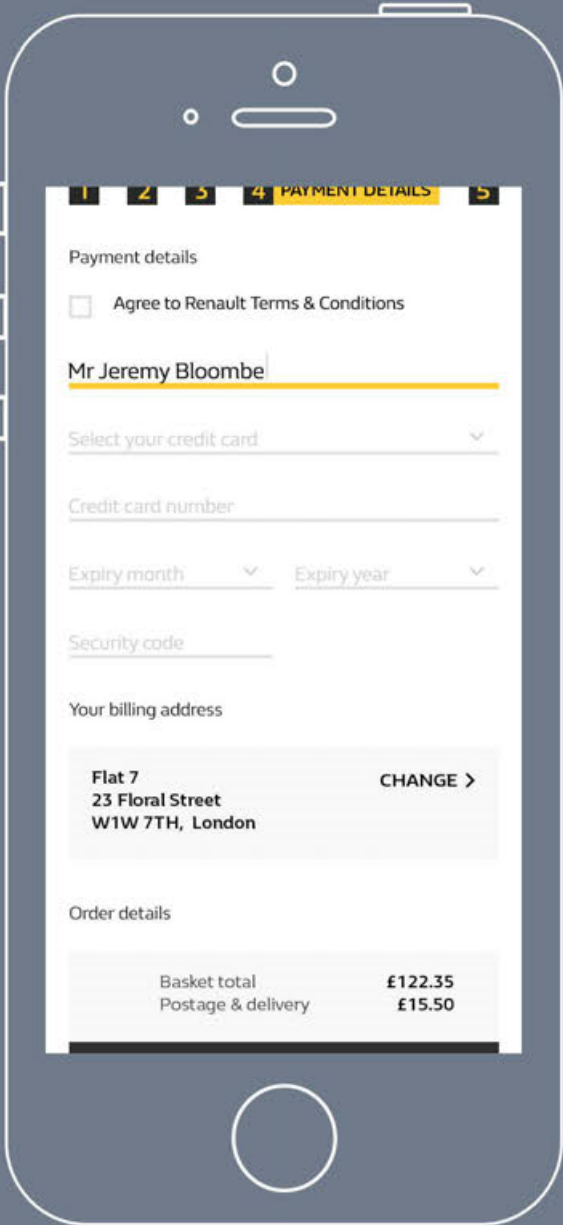 1 2 3 4 PAYMENT DETAILS 5
Payment details
Agree to Renault Terms & Conditions
Mr Jeremy Bloombe
Select your credit card
Credit card number
Expiry month Expiry year
Security code
Your billing address
Flat 7 CHANGE >
23 Floral Street
W1W 7TH, London
Order details
Basket total £122.35
Postage & delivery £15.50